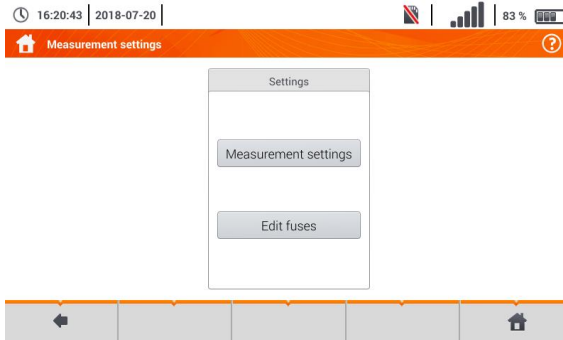 16:20:43 2018-07-20 83 %
Measurement settings ?
Settings
Measurement settings
Edit fuses